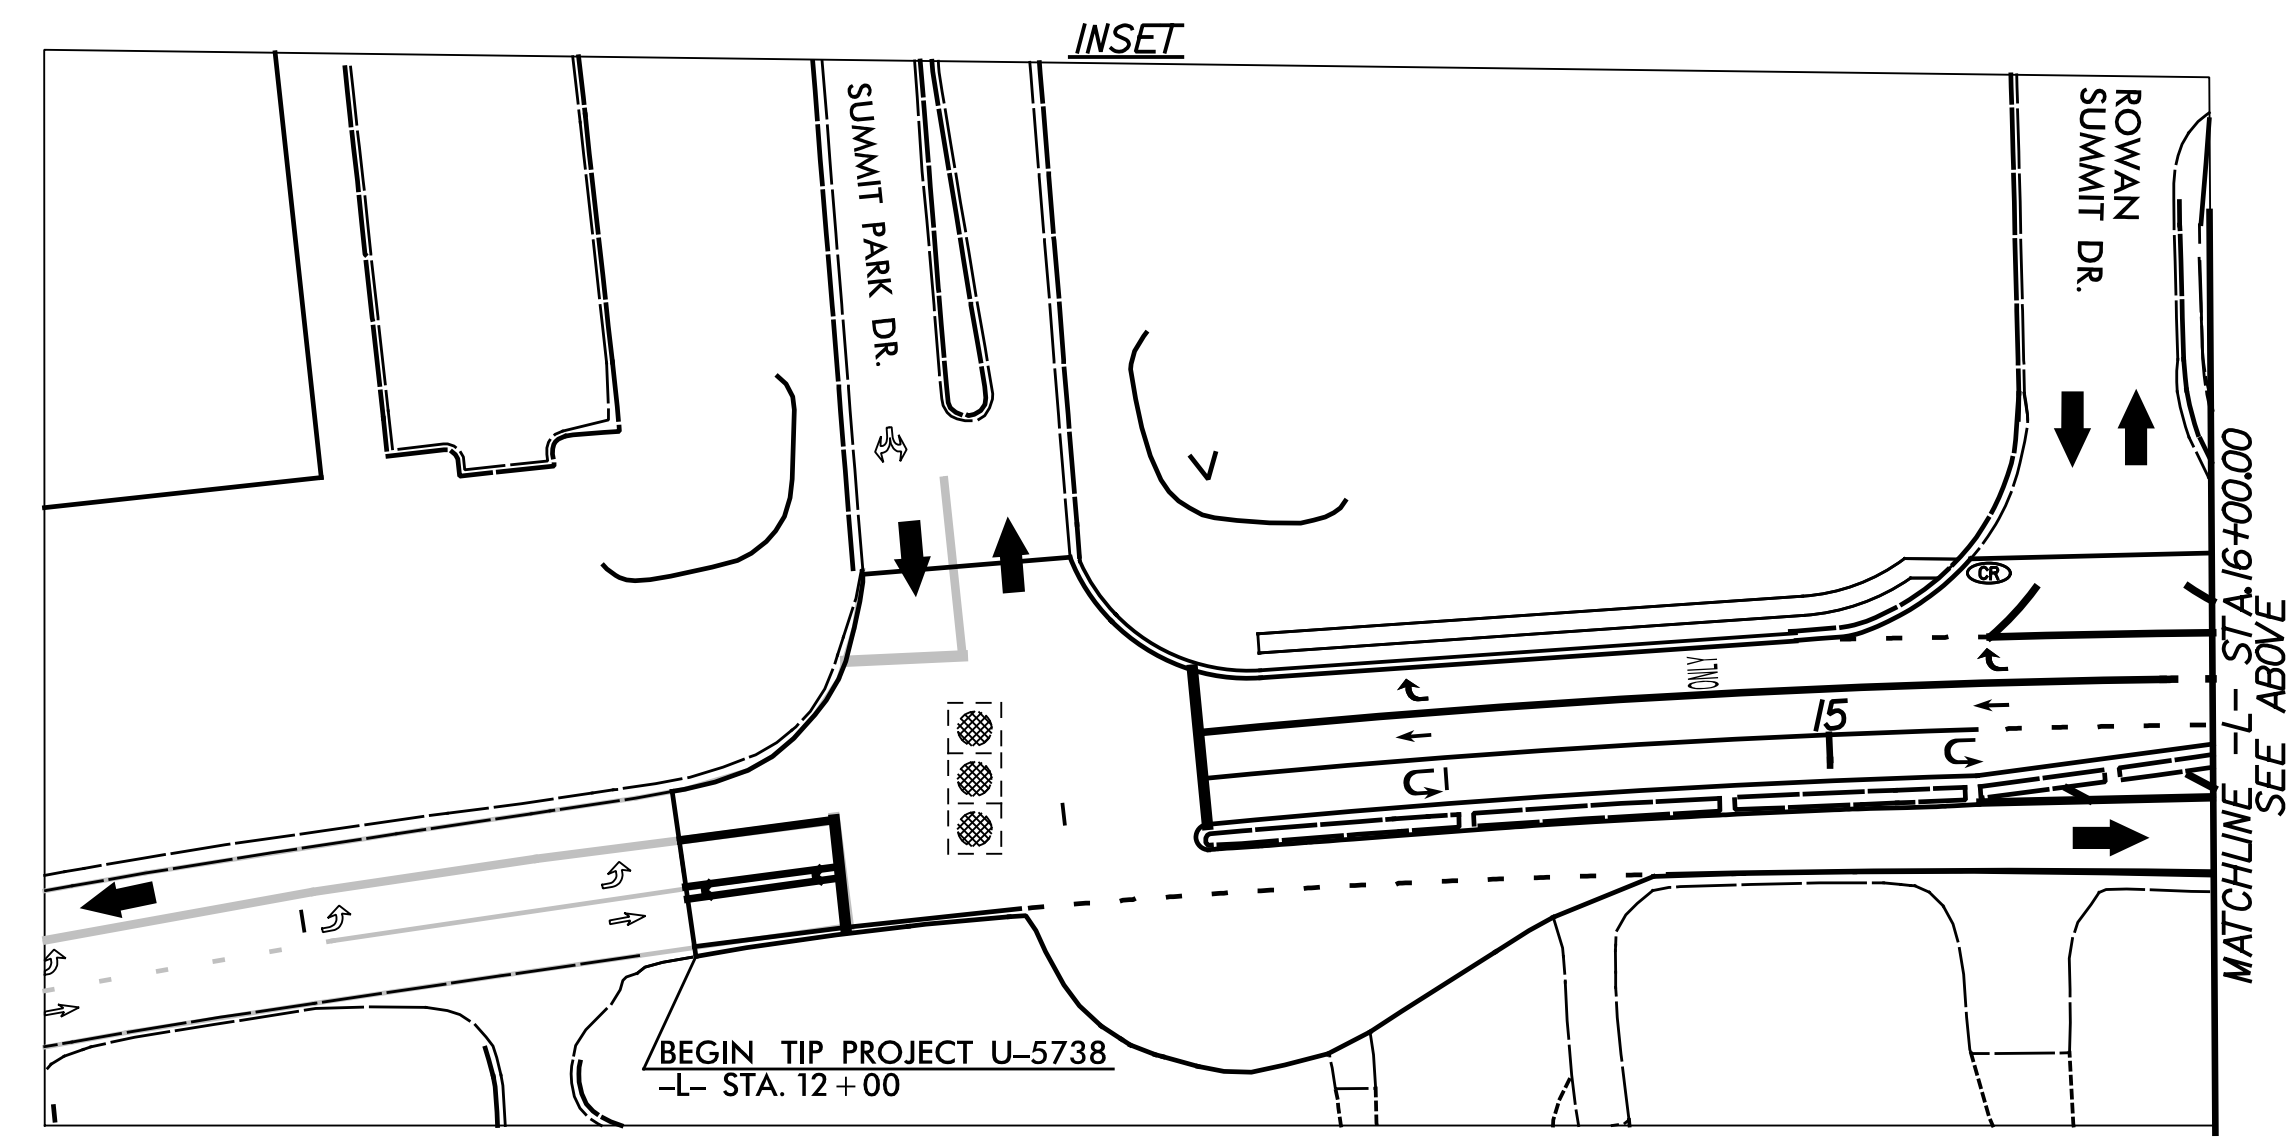 INSET
SUMMIT PARK DR.
ROWAN
SUMMIT DR.
CR
ONLY
15
MATCHLINE -L- STA. 16+00.00
SEE ABOVE
BEGIN TIP PROJECT U–5738
–L– STA. 12+00